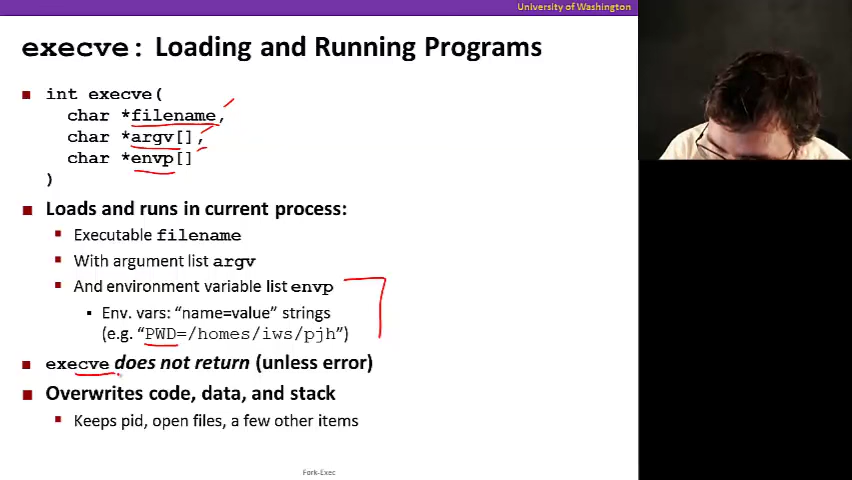 University of Washington
execve: Loading and Running Programs
int execve(
char *filename,
char *argv[],
char *envp[]
)
Loads and runs in current process:
Executable filename
With argument list argv
And environment variable list envp
Env. vars: “name=value” strings
(e.g. “PWD=/homes/iws/pjh”)
execve does not return (unless error)
Overwrites code, data, and stack
Keeps pid, open files, a few other items
Fork-Exec